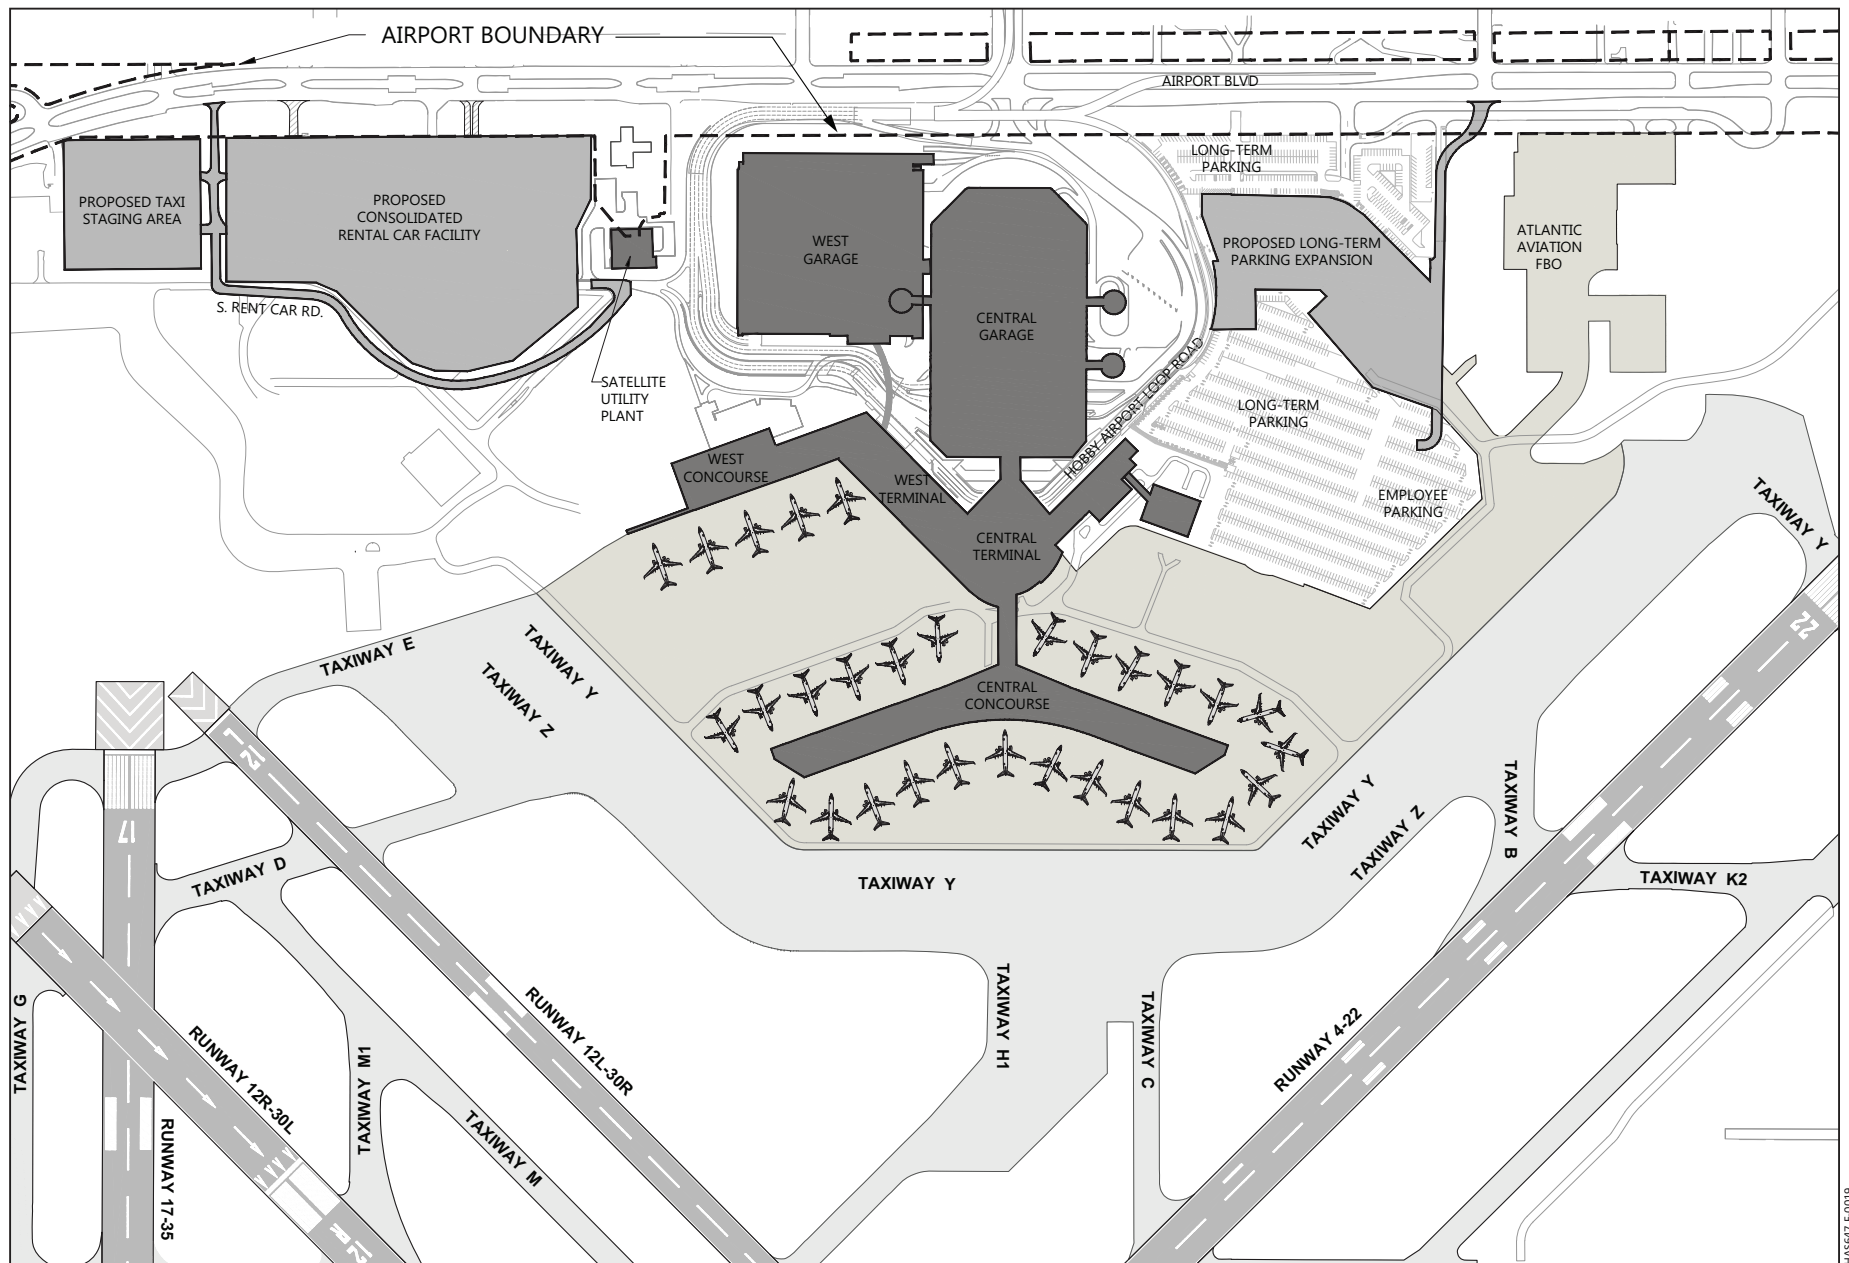 AIRPORT BOUNDARY
AIRPORT BLVD
LONG-TERM
PARKING
PROPOSED TAXI
STAGING AREA
PROPOSED
CONSOLIDATED
RENTAL CAR FACILITY
WEST
GARAGE
PROPOSED LONG-TERM
PARKING EXPANSION
ATLANTIC
AVIATION
FBO
S. RENT CAR RD.
CENTRAL
GARAGE
SATELLITE
UTILITY
PLANT
HOBBY AIRPORT LOOP ROAD
LONG-TERM
PARKING
WEST
CONCOURSE
WEST
TERMINAL
EMPLOYEE
PARKING
CENTRAL
TERMINAL
TAXIWAY Y
22
TAXIWAY E
TAXIWAY Y
TAXIWAY Z
CENTRAL
CONCOURSE
12L
17
TAXIWAY Y
TAXIWAY Z
TAXIWAY B
TAXIWAY D
TAXIWAY Y
TAXIWAY K2
TAXIWAY G
RUNWAY 12R-30L
RUNWAY 12L-30R
TAXIWAY H1
TAXIWAY C
RUNWAY 4-22
TAXIWAY M1
TAXIWAY M
RUNWAY 17-35
12R